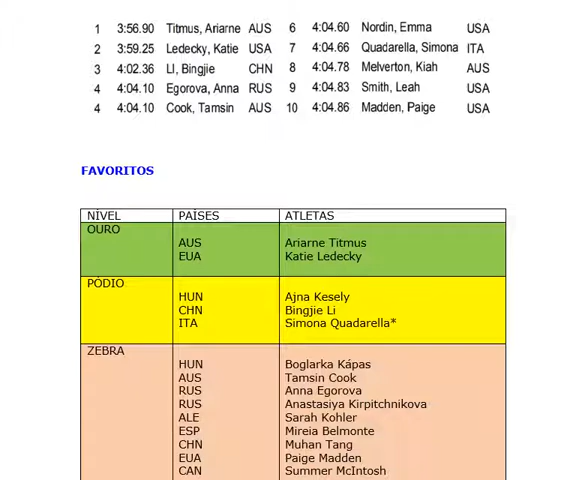 1 3:56.90 Titmus, Ariarne AUS 6 4:04.60 Nordin, Emma USA
2 3:59.25 Ledecky, Katie USA 7 4:04.66 Quadarella, Simona ITA
3 4:02.36 LI, Bingjie CHN 8 4:04.78 Melverton, Kiah AUS
4 4:04.10 Egorova, Anna RUS 9 4:04.83 Smith, Leah USA
4 4:04.10 Cook, Tamsin AUS 10 4:04.86 Madden, Paige USA
FAVORITOS
NÍVEL PAÍSES ATLETAS
OURO
AUS Ariarne Titmus
EUA Katie Ledecky
PÓDIO
HUN Ajna Kesely
CHN Bingjie Li
ITA Simona Quadarella*
ZEBRA
HUN Boglarka Kápas
AUS Tamsin Cook
RUS Anna Egorova
RUS Anastasiya Kirpitchnikova
ALE Sarah Kohler
ESP Mireia Belmonte
CHN Muhan Tang
EUA Paige Madden
CAN Summer McIntosh